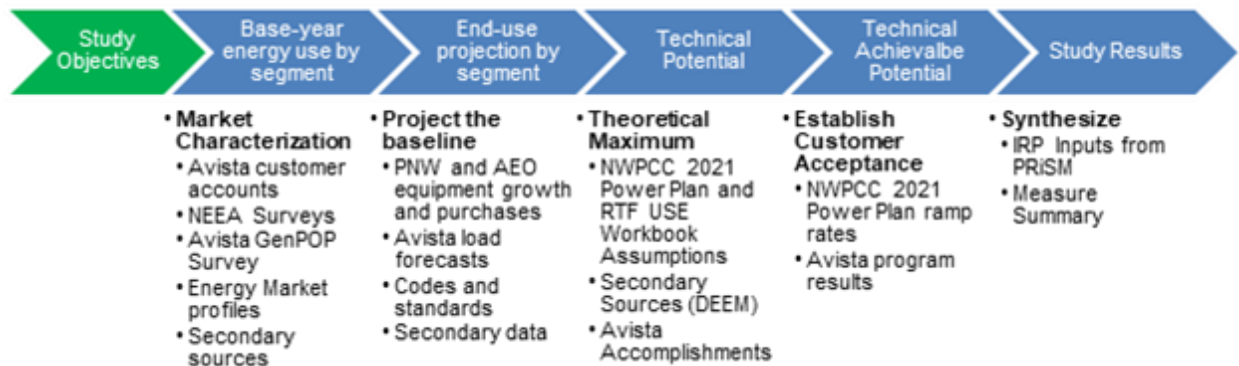 Study
Objectives
Base-year
energy use by
segment
End-use
projection by
segment
Technical
Potential
Technical
Achievalbe
Potential
Study Results
• Market
Characterization
• Avista customer
accounts
• NEEA Surveys
• Avista GenPOP
Survey
• Energy Market
profiles
• Secondary
sources
• Project the
baseline
• PNW and AEO
equipment growth
and purchases
• Avista load
forecasts
• Codes and
standards
• Secondary data
• Theoretical
Maximum
• NWPCC 2021
Power Plan and
RTF USE
Workbook
Assumptions
• Secondary
Sources (DEEM)
• Avista
Accomplishments
• Establish
Customer
Acceptance
• NWPCC 2021
Power Plan ramp
rates
• Avista program
results
• Synthesize
• IRP Inputs from
PRiSM
• Measure
Summary